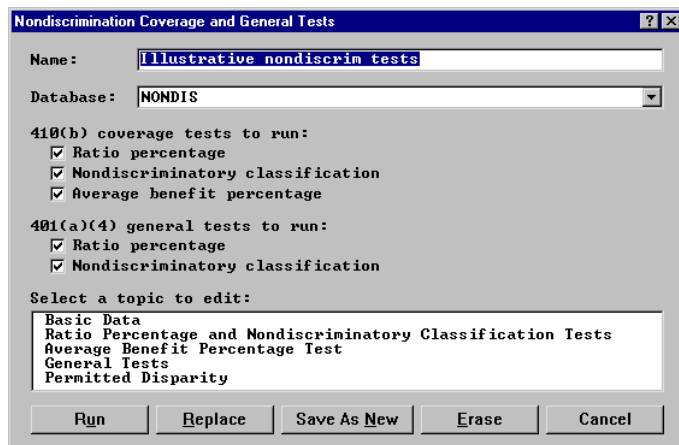 Nondiscrimination Coverage and General Tests
Name: Illustrative nondiscrim tests
Database: NONDIS
410(b) coverage tests to run:
Ratio percentage
Nondiscriminatory classification
Average benefit percentage
401(a)(4) general tests to run:
Ratio percentage
Nondiscriminatory classification
Select a topic to edit:
Basic Data
Ratio Percentage and Nondiscriminatory Classification Tests
Average Benefit Percentage Test
General Tests
Permitted Disparity
Run Replace Save As New Erase Cancel